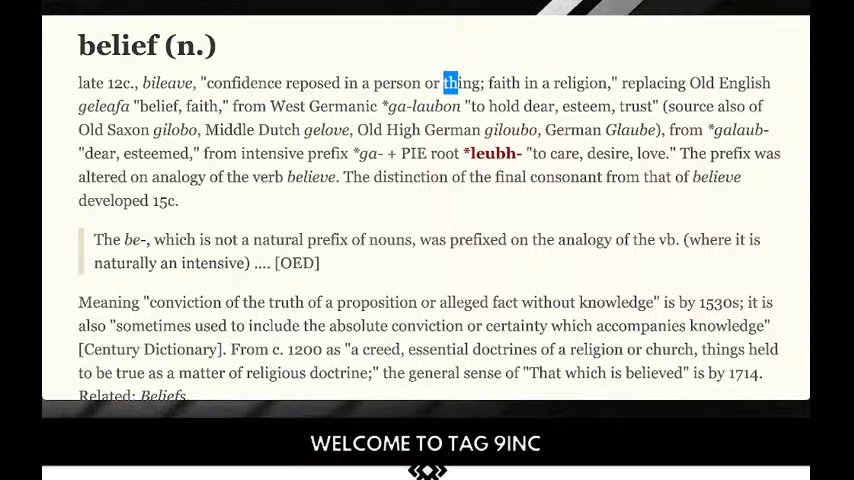 belief (n.)
late 12c., bileave, "confidence reposed in a person or thing; faith in a religion," replacing Old English
geleafa "belief, faith," from West Germanic *ga-laubon "to hold dear, esteem, trust" (source also of
Old Saxon gilobo, Middle Dutch gelove, Old High German giloubo, German Glaube), from *galaub-
"dear, esteemed," from intensive prefix *ga- + PIE root *leubh- "to care, desire, love." The prefix was
altered on analogy of the verb believe. The distinction of the final consonant from that of believe
developed 15c.
The be-, which is not a natural prefix of nouns, was prefixed on the analogy of the vb. (where it is
naturally an intensive) .... [OED]
Meaning "conviction of the truth of a proposition or alleged fact without knowledge" is by 1530s; it is
also "sometimes used to include the absolute conviction or certainty which accompanies knowledge"
[Century Dictionary]. From c. 1200 as "a creed, essential doctrines of a religion or church, things held
to be true as a matter of religious doctrine;" the general sense of "That which is believed" is by 1714.
Related: Beliefs.
WELCOME TO TAG 9INC